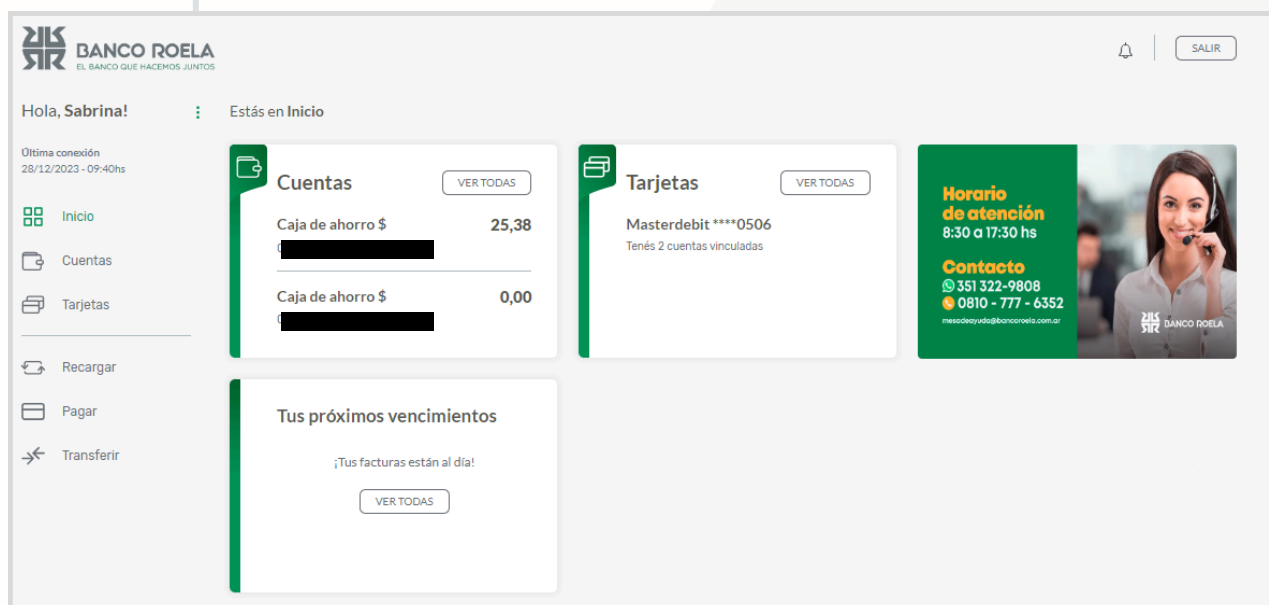 BANCO ROELA
EL BANCO QUE HACEMOS JUNTOS
SALIR
Hola, Sabrina!
Estás en Inicio
Última conexión
28/12/2023 - 09:40hs
Inicio
Cuentas
Tarjetas
Recargar
Pagar
Transferir
Cuentas
VER TODAS
Caja de ahorro $ 25,38
Caja de ahorro $ 0,00
Tarjetas
VER TODAS
Masterdebit ****0506
Tenés 2 cuentas vinculadas
Horario
de atención
8:30 a 17:30 hs
Contacto
351 322-9808
0810 - 777 - 6352
mesadeayuda@bancoroela.com.ar
BANCO ROELA
Tus próximos vencimientos
¡Tus facturas están al día!
VER TODAS